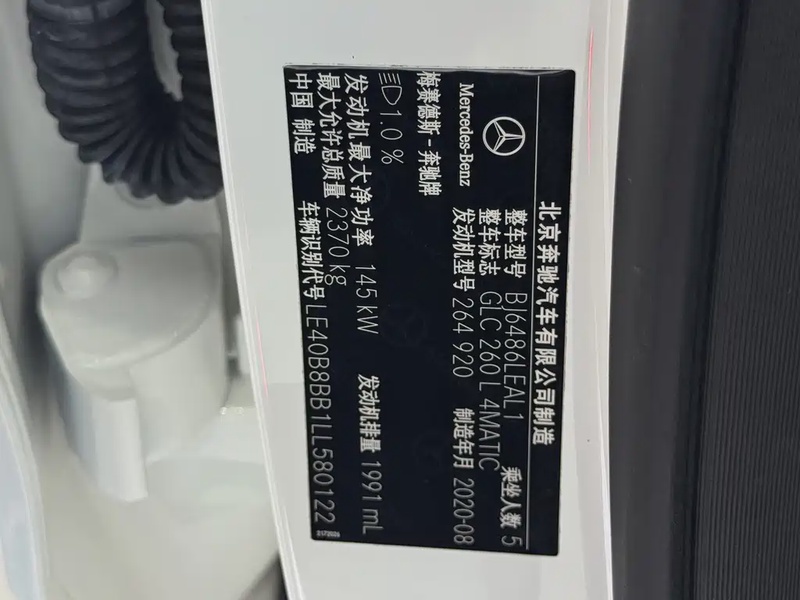 北京奔驰汽车有限公司制造
Mercedes-Benz
梅赛德斯-奔驰牌
整车型号 BJ6486LEAL1 乘坐人数 5
整车标志 GLC 260 L 4MATIC
发动机型号 264 920 制造年月 2020-08
1.0 %
发动机最大净功率 145 kW 发动机排量 1991 mL
最大允许总质量 2370 kg
中国 制造 车辆识别代号 LE40B8BB1LL580122